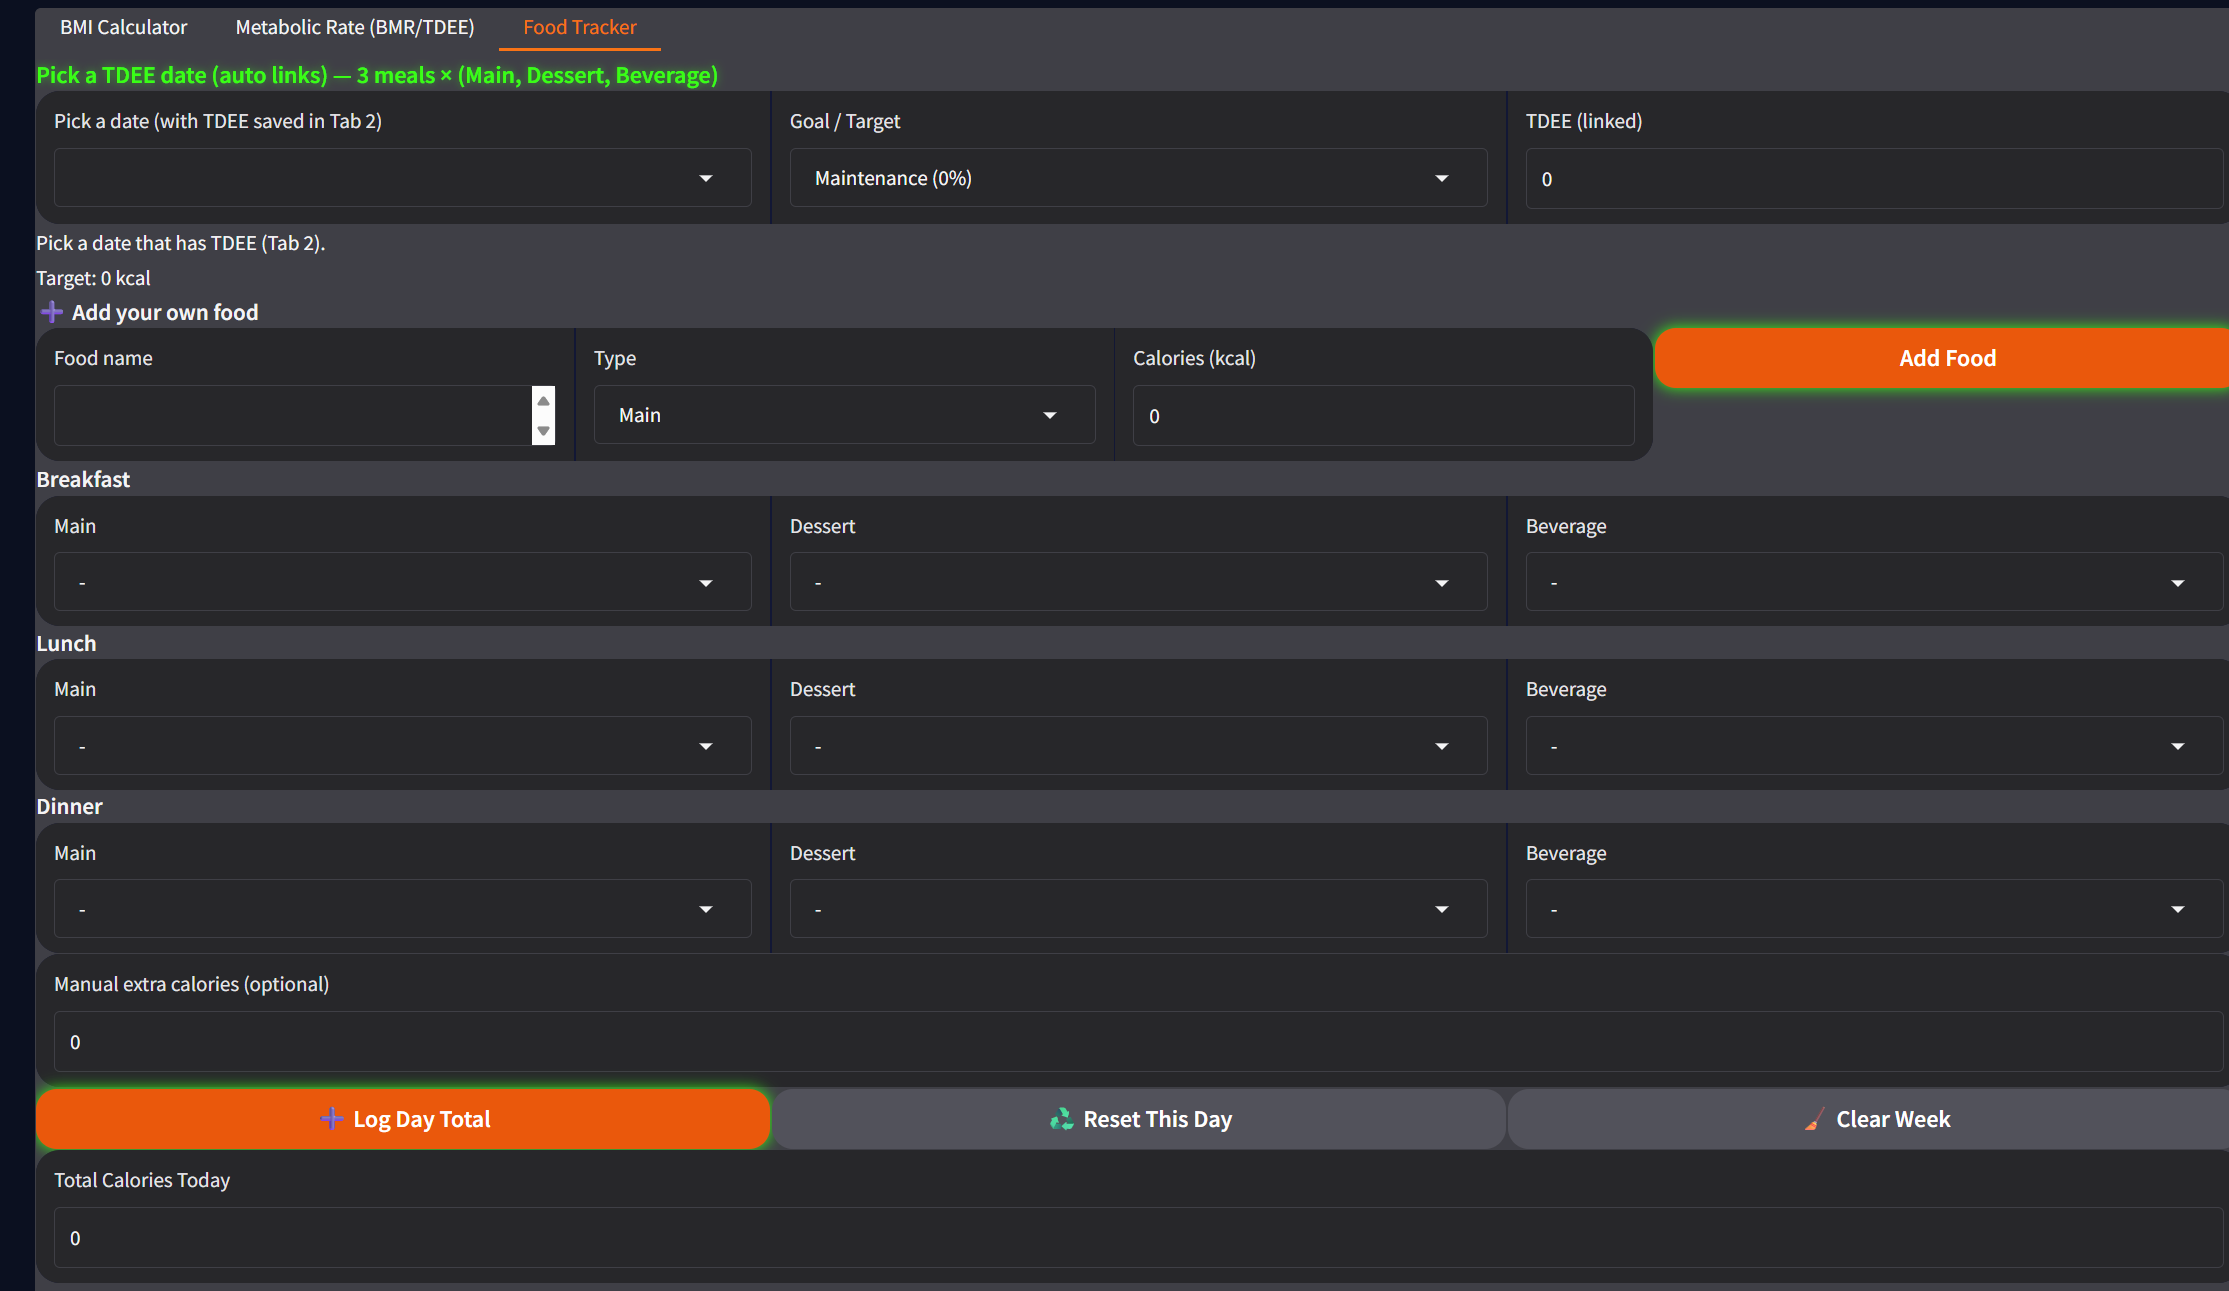 BMI Calculator Metabolic Rate (BMR/TDEE) Food Tracker
Pick a TDEE date (auto links) — 3 meals × (Main, Dessert, Beverage)
Pick a date (with TDEE saved in Tab 2) Goal / Target TDEE (linked)
Maintenance (0%) 0
Pick a date that has TDEE (Tab 2).
Target: 0 kcal
➕ Add your own food
Food name Type Calories (kcal) Add Food
Main 0
Breakfast
Main Dessert Beverage
- - -
Lunch
Main Dessert Beverage
- - -
Dinner
Main Dessert Beverage
- - -
Manual extra calories (optional)
0
➕ Log Day Total ♻️ Reset This Day 🧹 Clear Week
Total Calories Today
0